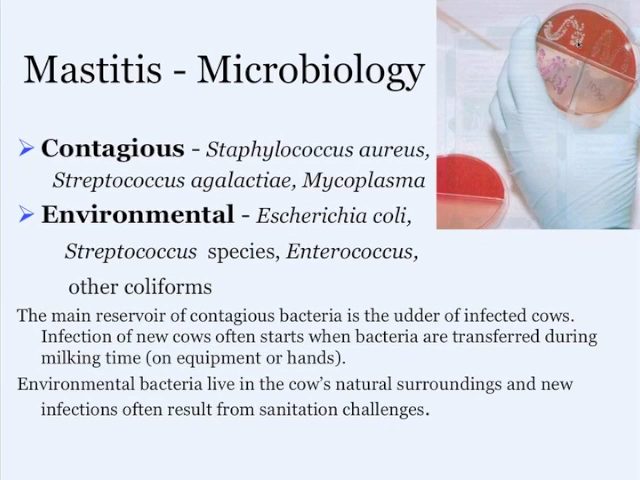 Mastitis - Microbiology
➢ Contagious - Staphylococcus aureus,
Streptococcus agalactiae, Mycoplasma
➢ Environmental - Escherichia coli,
Streptococcus species, Enterococcus,
other coliforms
The main reservoir of contagious bacteria is the udder of infected cows.
Infection of new cows often starts when bacteria are transferred during
milking time (on equipment or hands).
Environmental bacteria live in the cow's natural surroundings and new
infections often result from sanitation challenges.